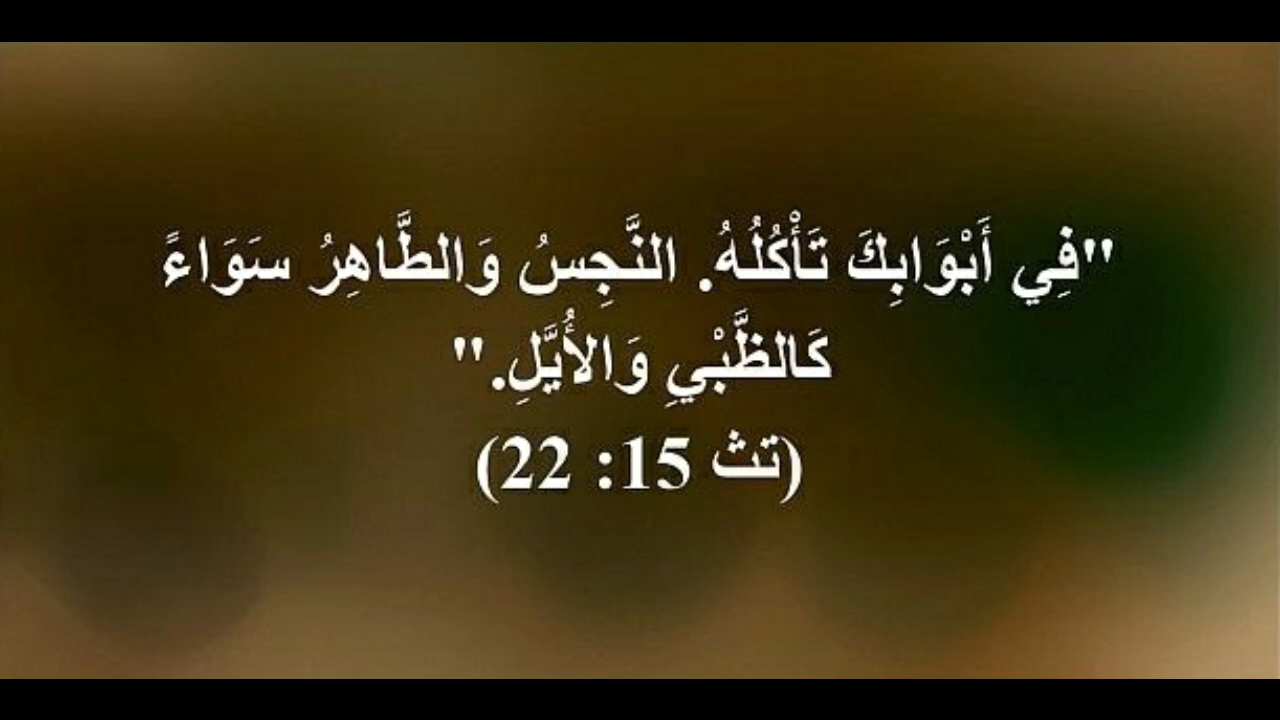 "فِي أَبْوَابِكَ تَأْكُلُهُ. النَّجِسُ وَالطَّاهِرُ سَوَاءً
كَالظَّبْيِ وَالأُيَّلِ."
(تث 15: 22)